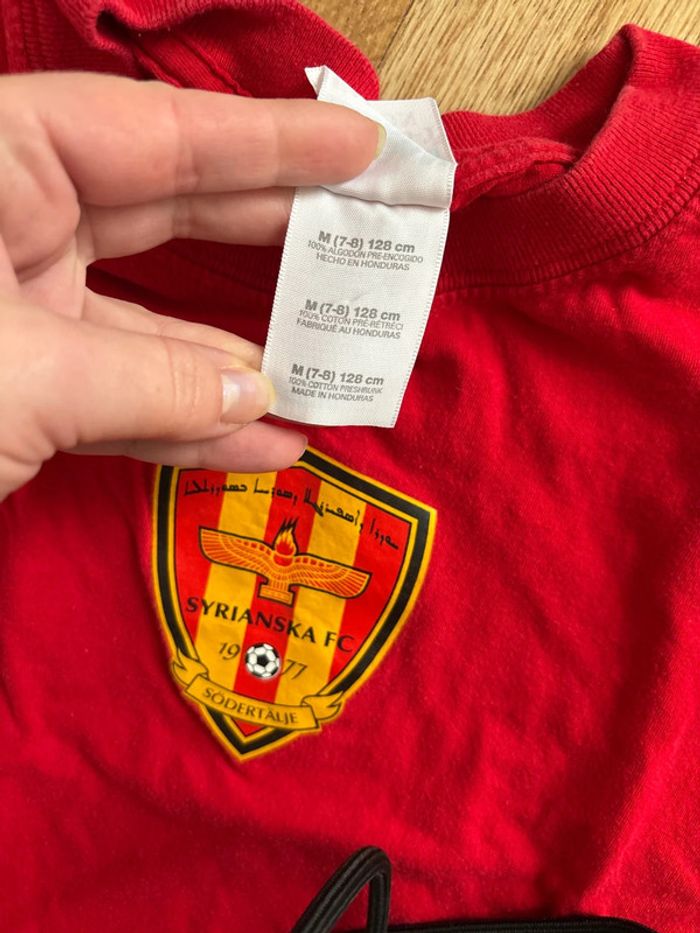 M (7-8) 128 cm
100% ALGODÓN PRE-ENCOGIDO
HECHO EN HONDURAS
M (7-8) 128 cm
100% COTON PRÉ-RÉTRÉCI
FABRIQUÉ AU HONDURAS
M (7-8) 128 cm
100% COTTON PRESHRUNK
MADE IN HONDURAS
SYRIANSKA FC
19 77
SÖDERTÄLJE